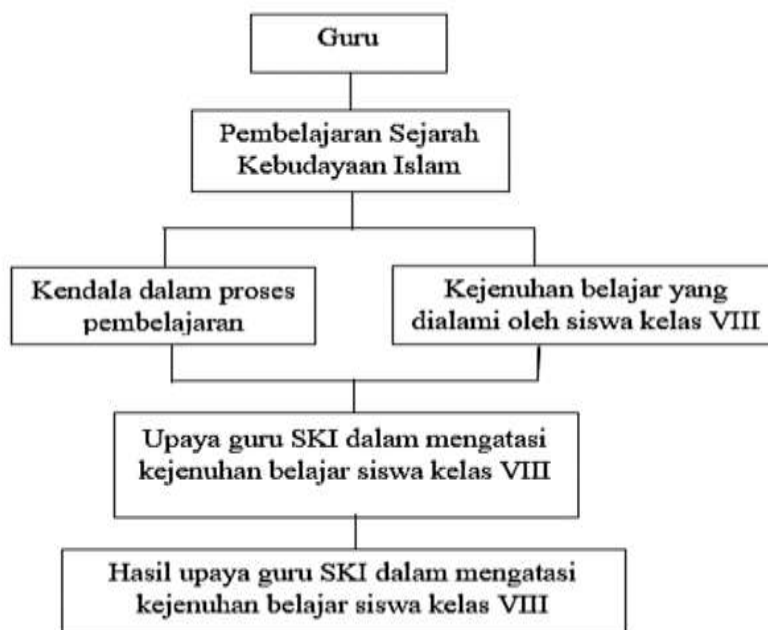 Guru
Pembelajaran Sejarah
Kebudayaan Islam
Kendala dalam proses
pembelajaran
Kejenuhan belajar yang
dialami oleh siswa kelas VIII
Upaya guru SKI dalam mengatasi
kejenuhan belajar siswa kelas VIII
Hasil upaya guru SKI dalam mengatasi
kejenuhan belajar siswa kelas VIII